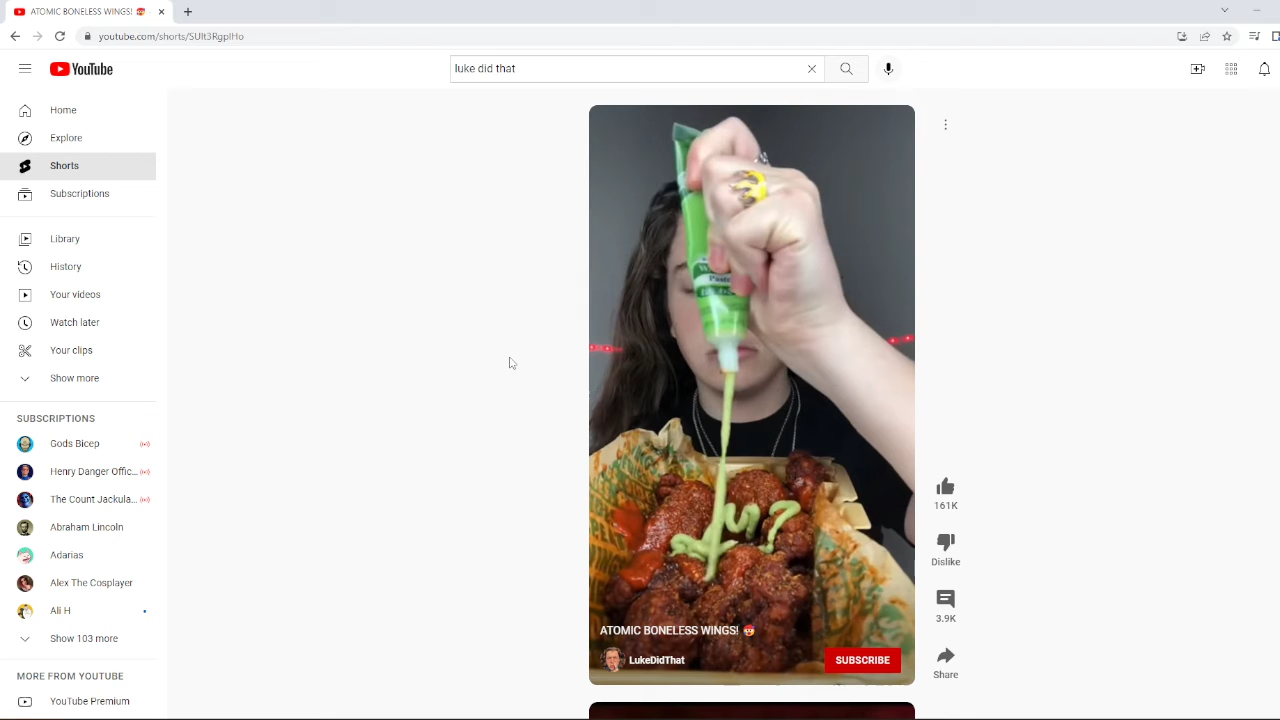 ATOMIC BONELESS WINGS!
youtube.com/shorts/SUlt3RgpIHo
YouTube
luke did that
Home
Explore
Shorts
Subscriptions
Library
History
Your videos
Watch later
Your clips
Show more
SUBSCRIPTIONS
Gods Bicep
Henry Danger Offic...
The Count Jackula...
Abraham Lincoln
Adarias
Alex The Cosplayer
Ali H
Show 103 more
MORE FROM YOUTUBE
YouTube Premium
161K
Dislike
3.9K
Share
ATOMIC BONELESS WINGS!
LukeDidThat
SUBSCRIBE